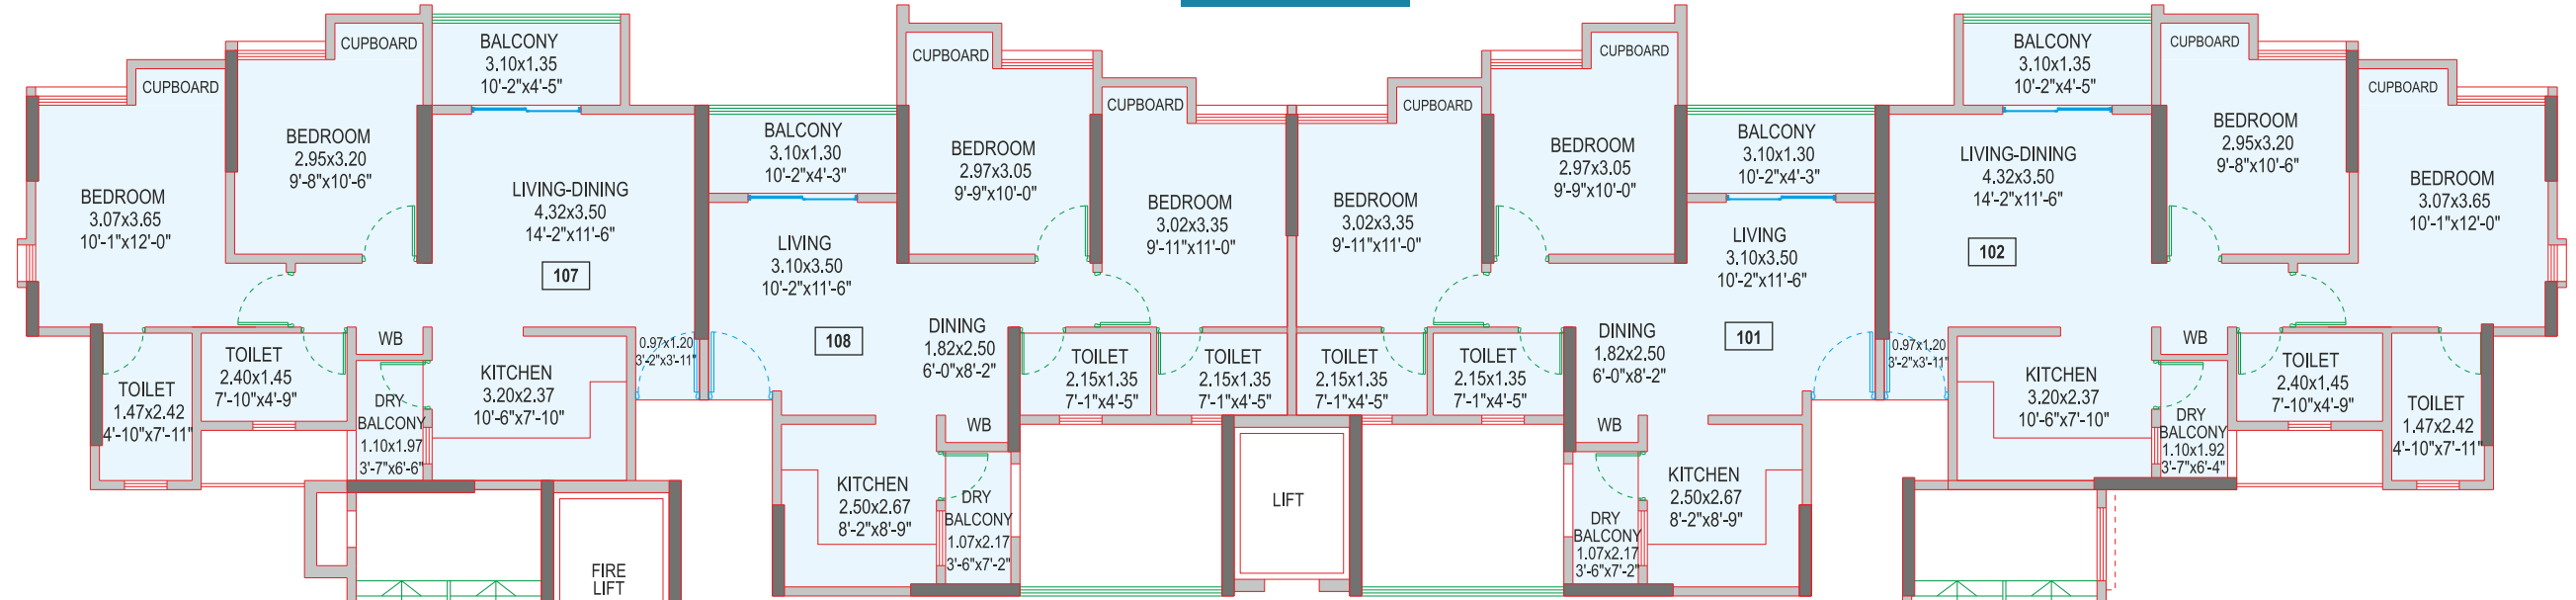 CUPBOARD
BEDROOM
3.07x3.65
10'-1"x12'-0"
CUPBOARD
BEDROOM
2.95x3.20
9'-8"x10'-6"
BALCONY
3.10x1.35
10'-2"x4'-5"
LIVING-DINING
4.32x3.50
14'-2"x11'-6"
107
TOILET
1.47x2.42
4'-10"x7'-11"
TOILET
2.40x1.45
7'-10"x4'-9"
WB
DRY
BALCONY
1.10x1.97
3'-7"x6'-6"
KITCHEN
3.20x2.37
10'-6"x7'-10"
0.97x1.20
3'-2"x3'-11"
FIRE
LIFT
BALCONY
3.10x1.30
10'-2"x4'-3"
LIVING
3.10x3.50
10'-2"x11'-6"
108
CUPBOARD
BEDROOM
2.97x3.05
9'-9"x10'-0"
CUPBOARD
BEDROOM
3.02x3.35
9'-11"x11'-0"
DINING
1.82x2.50
6'-0"x8'-2"
WB
TOILET
2.15x1.35
7'-1"x4'-5"
TOILET
2.15x1.35
7'-1"x4'-5"
KITCHEN
2.50x2.67
8'-2"x8'-9"
DRY
BALCONY
1.07x2.17
3'-6"x7'-2"
LIFT
CUPBOARD
BEDROOM
3.02x3.35
9'-11"x11'-0"
CUPBOARD
BEDROOM
2.97x3.05
9'-9"x10'-0"
TOILET
2.15x1.35
7'-1"x4'-5"
TOILET
2.15x1.35
7'-1"x4'-5"
BALCONY
3.10x1.30
10'-2"x4'-3"
LIVING
3.10x3.50
10'-2"x11'-6"
101
DINING
1.82x2.50
6'-0"x8'-2"
WB
DRY
BALCONY
1.07x2.17
3'-6"x7'-2"
KITCHEN
2.50x2.67
8'-2"x8'-9"
0.97x1.20
3'-2"x3'-11"
BALCONY
3.10x1.35
10'-2"x4'-5"
LIVING-DINING
4.32x3.50
14'-2"x11'-6"
102
CUPBOARD
BEDROOM
2.95x3.20
9'-8"x10'-6"
CUPBOARD
BEDROOM
3.07x3.65
10'-1"x12'-0"
KITCHEN
3.20x2.37
10'-6"x7'-10"
WB
DRY
BALCONY
1.10x1.92
3'-7"x6'-4"
TOILET
2.40x1.45
7'-10"x4'-9"
TOILET
1.47x2.42
4'-10"x7'-11"